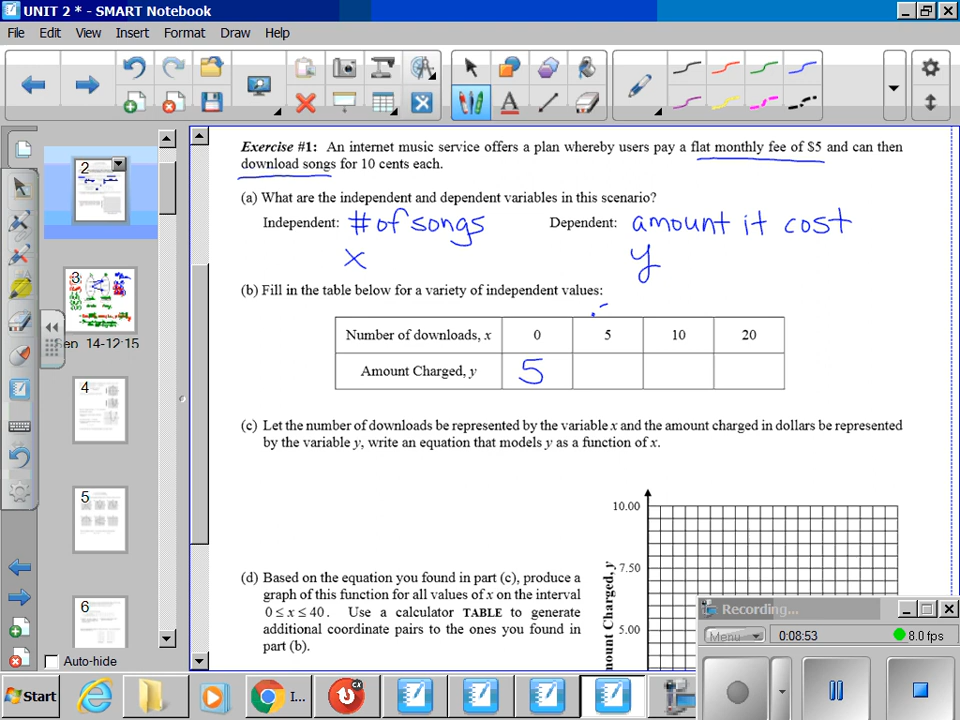 UNIT 2 * - SMART Notebook
File Edit View Insert Format Draw Help
Exercise #1: An internet music service offers a plan whereby users pay a flat monthly fee of $5 and can then
download songs for 10 cents each.
(a) What are the independent and dependent variables in this scenario?
Independent: # of songs Dependent: amount it cost
x y
(b) Fill in the table below for a variety of independent values:
Number of downloads, x 0 5 10 20
Amount Charged, y 5
(c) Let the number of downloads be represented by the variable x and the amount charged in dollars be represented
by the variable y, write an equation that models y as a function of x.
10.00
7.50
5.00
mount Charged, y
(d) Based on the equation you found in part (c), produce a
graph of this function for all values of x on the interval
0 ≤ x ≤ 40. Use a calculator TABLE to generate
additional coordinate pairs to the ones you found in
part (b).
2
3
Sep 14-12:15
4
5
6
Auto-hide
Recording...
Menu 0:08:53 8.0 fps
Start I...